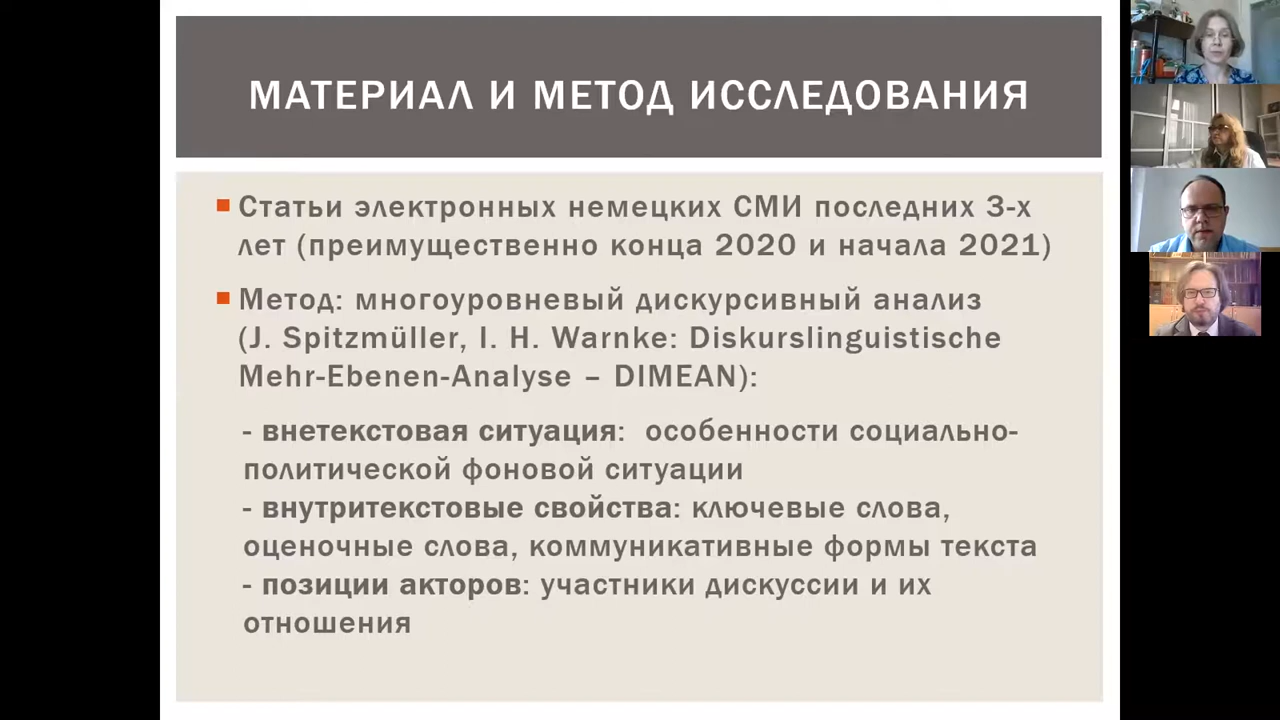 МАТЕРИАЛ И МЕТОД ИССЛЕДОВАНИЯ
Статьи электронных немецких СМИ последних 3-х
лет (преимущественно конца 2020 и начала 2021)
Метод: многоуровневый дискурсивный анализ
(J. Spitzmüller, I. H. Warnke: Diskurslinguistische
Mehr-Ebenen-Analyse – DIMEAN):
- внетекстовая ситуация: особенности социально-
политической фоновой ситуации
- внутритекстовые свойства: ключевые слова,
оценочные слова, коммуникативные формы текста
- позиции акторов: участники дискуссии и их
отношения